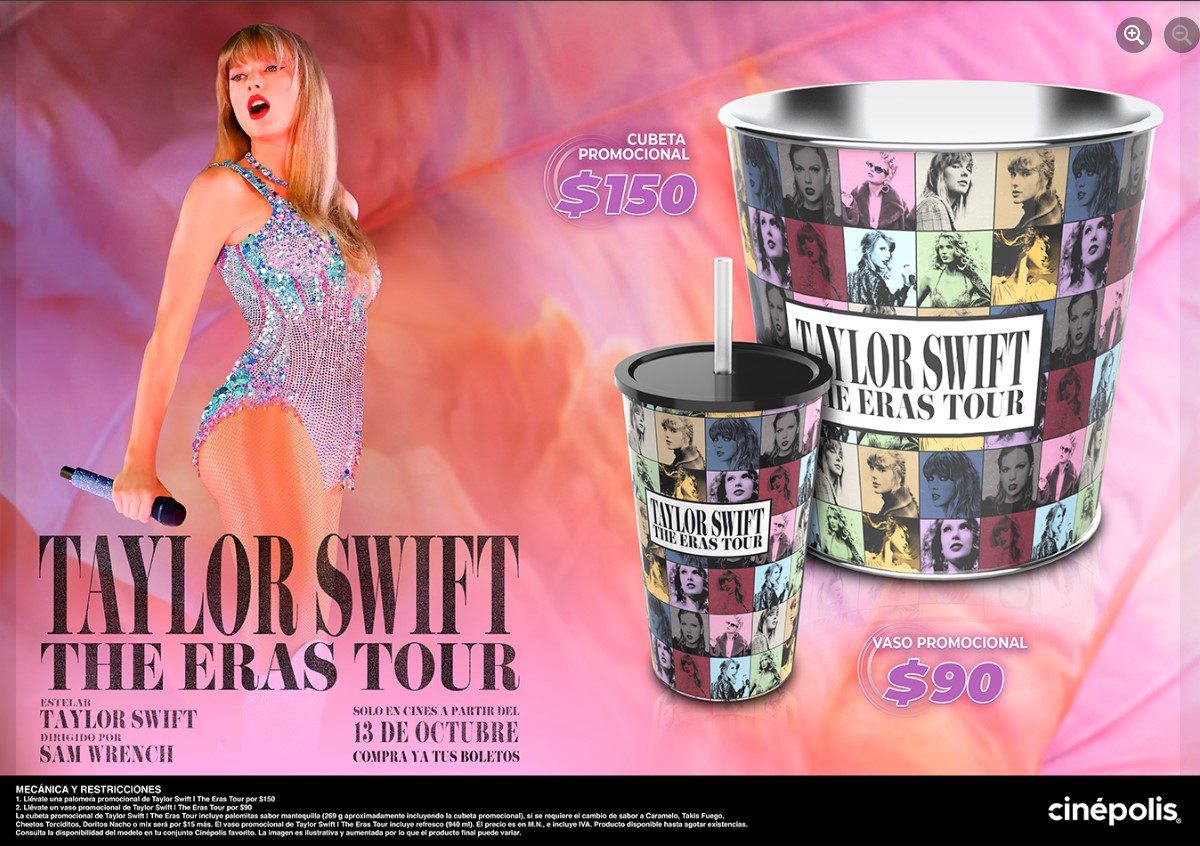 CUBETA
PROMOCIONAL
$150
TAYLOR SWIFT
THE ERAS TOUR
TAYLOR SWIFT
THE ERAS TOUR
VASO PROMOCIONAL
$90
TAYLOR SWIFT
THE ERAS TOUR
ESTELAR
TAYLOR SWIFT
DIRIGIDO POR
SAM WRENCH
SOLO EN CINES A PARTIR DEL
13 DE OCTUBRE
COMPRA YA TUS BOLETOS
MECÁNICA Y RESTRICCIONES
1. Llévate una palomera promocional de Taylor Swift l The Eras Tour por $150
2. Llévate un vaso promocional de Taylor Swift l The Eras Tour por $90
La cubeta promocional de Taylor Swift l The Eras Tour incluye palomitas sabor mantequilla (269 g aproximadamente incluyendo la cubeta promocional), si se requiere el cambio de sabor a Caramelo, Takis Fuego,
Cheetos Torciditos, Doritos Nacho o mix será por $15 más. El vaso promocional de Taylor Swift l The Eras Tour incluye refresco (940 ml). El precio es en M.N., e incluye IVA. Producto disponible hasta agotar existencias.
Consulta la disponibilidad del modelo en tu conjunto Cinépolis favorito. La imagen es ilustrativa y aumentada por lo que el producto final puede variar.
cinépolis®